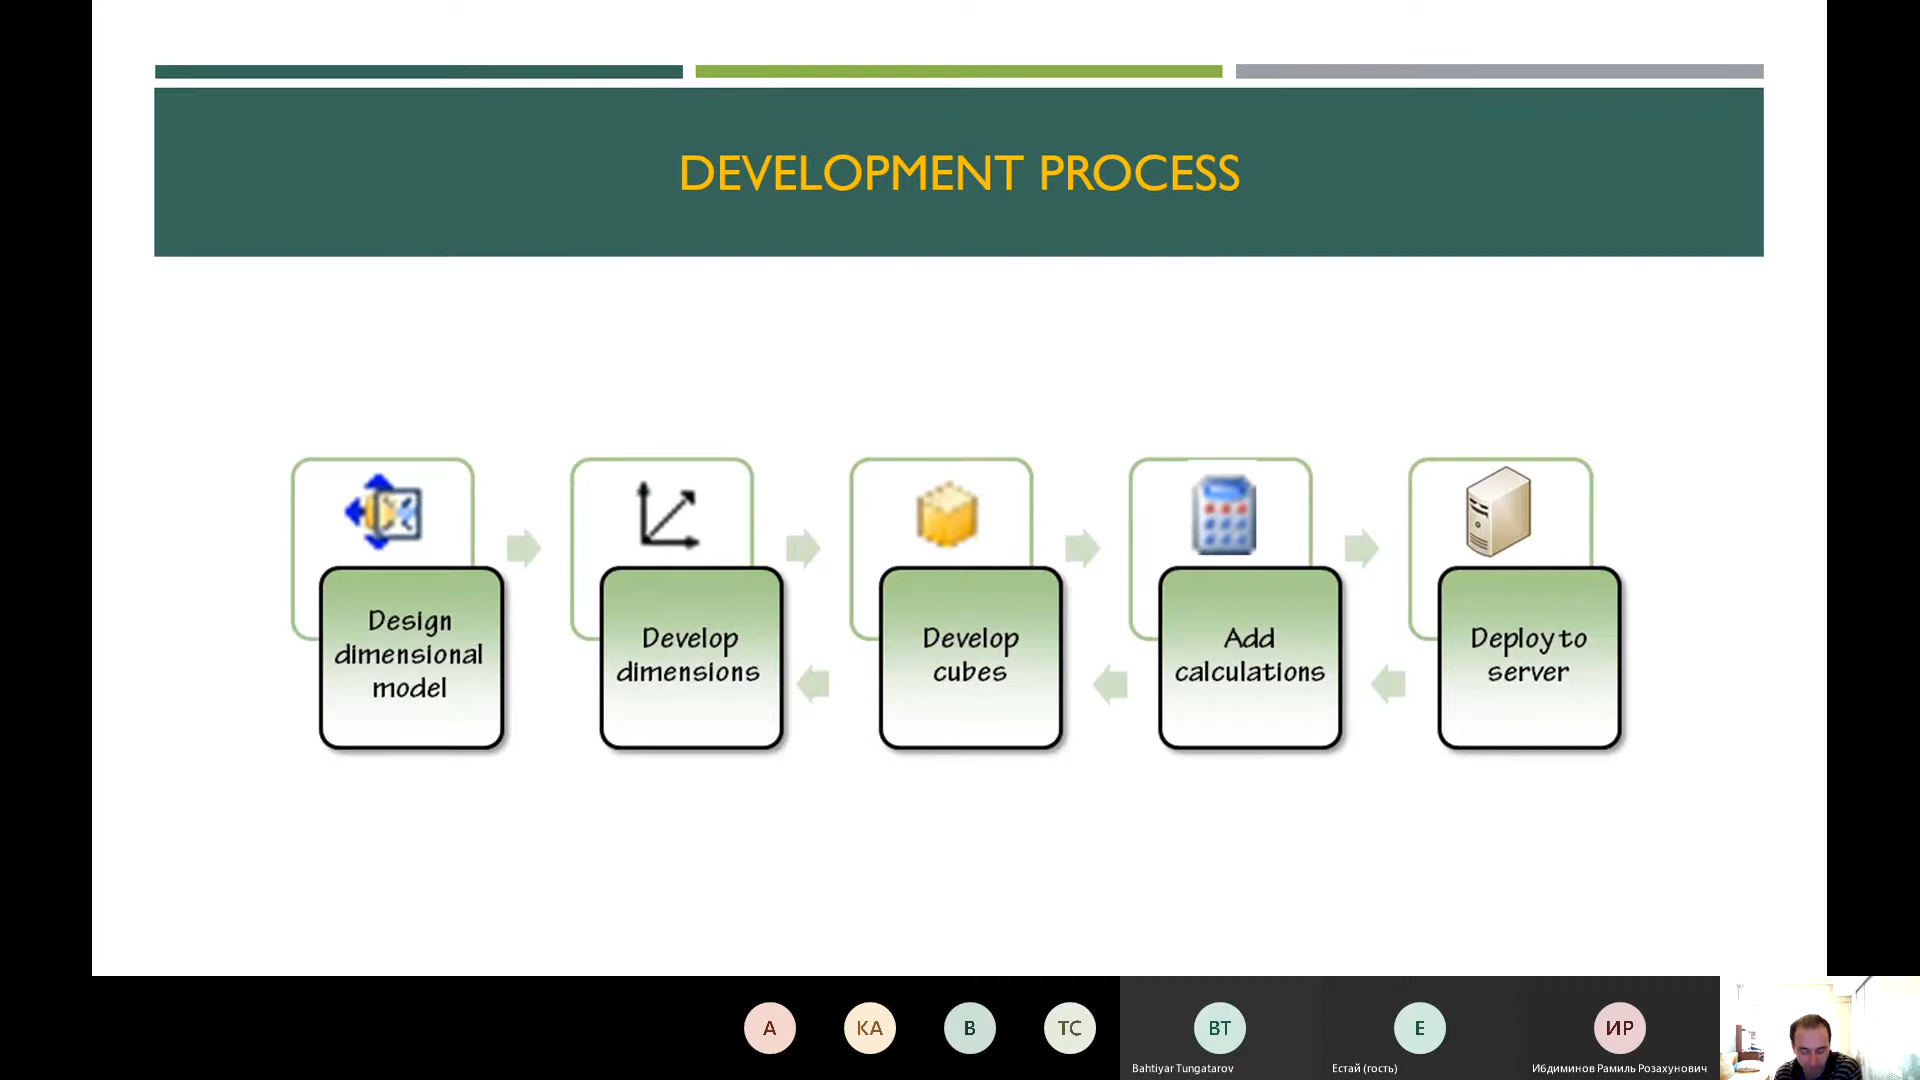 DEVELOPMENT PROCESS
Design
dimensional
model
Develop
dimensions
Develop
cubes
Add
calculations
Deploy to
server
A
KA
B
TC
BT
E
ИР
Bahtiyar Tungatarov
Естай (гость)
Ибдиминов Рамиль Розахунович